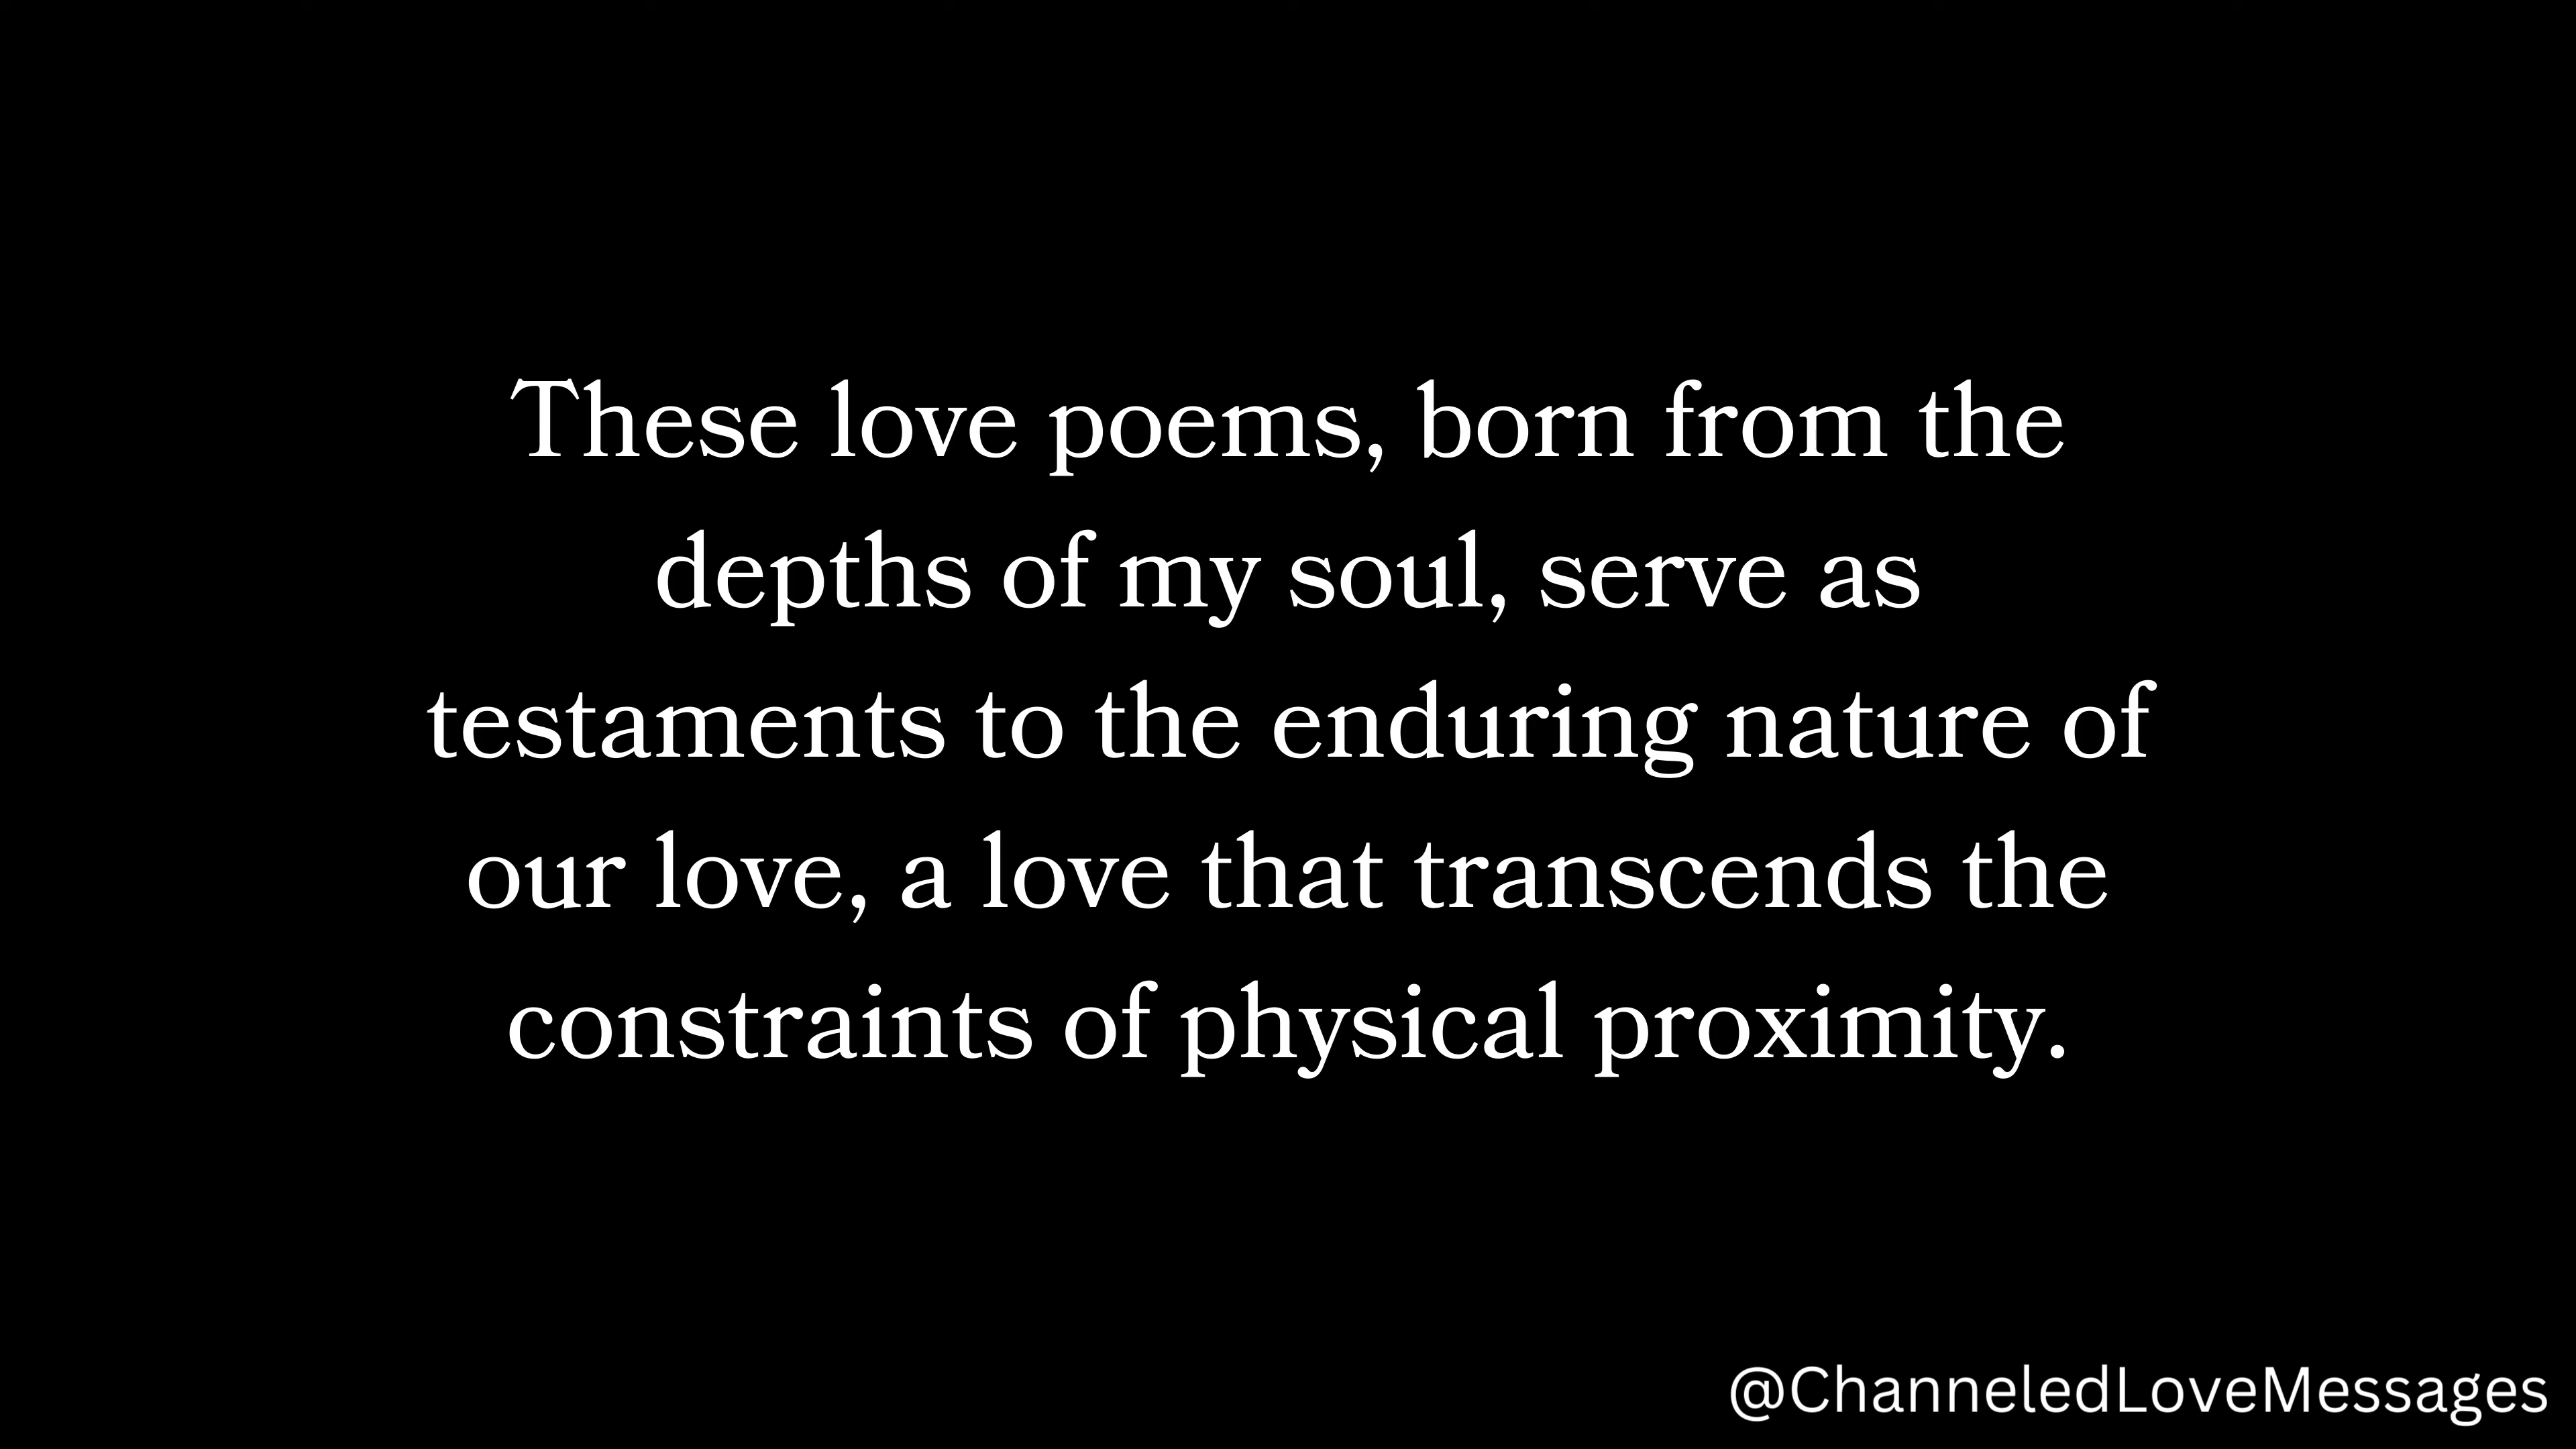 These love poems, born from the
depths of my soul, serve as
testaments to the enduring nature of
our love, a love that transcends the
constraints of physical proximity.
@ChanneledLoveMessages